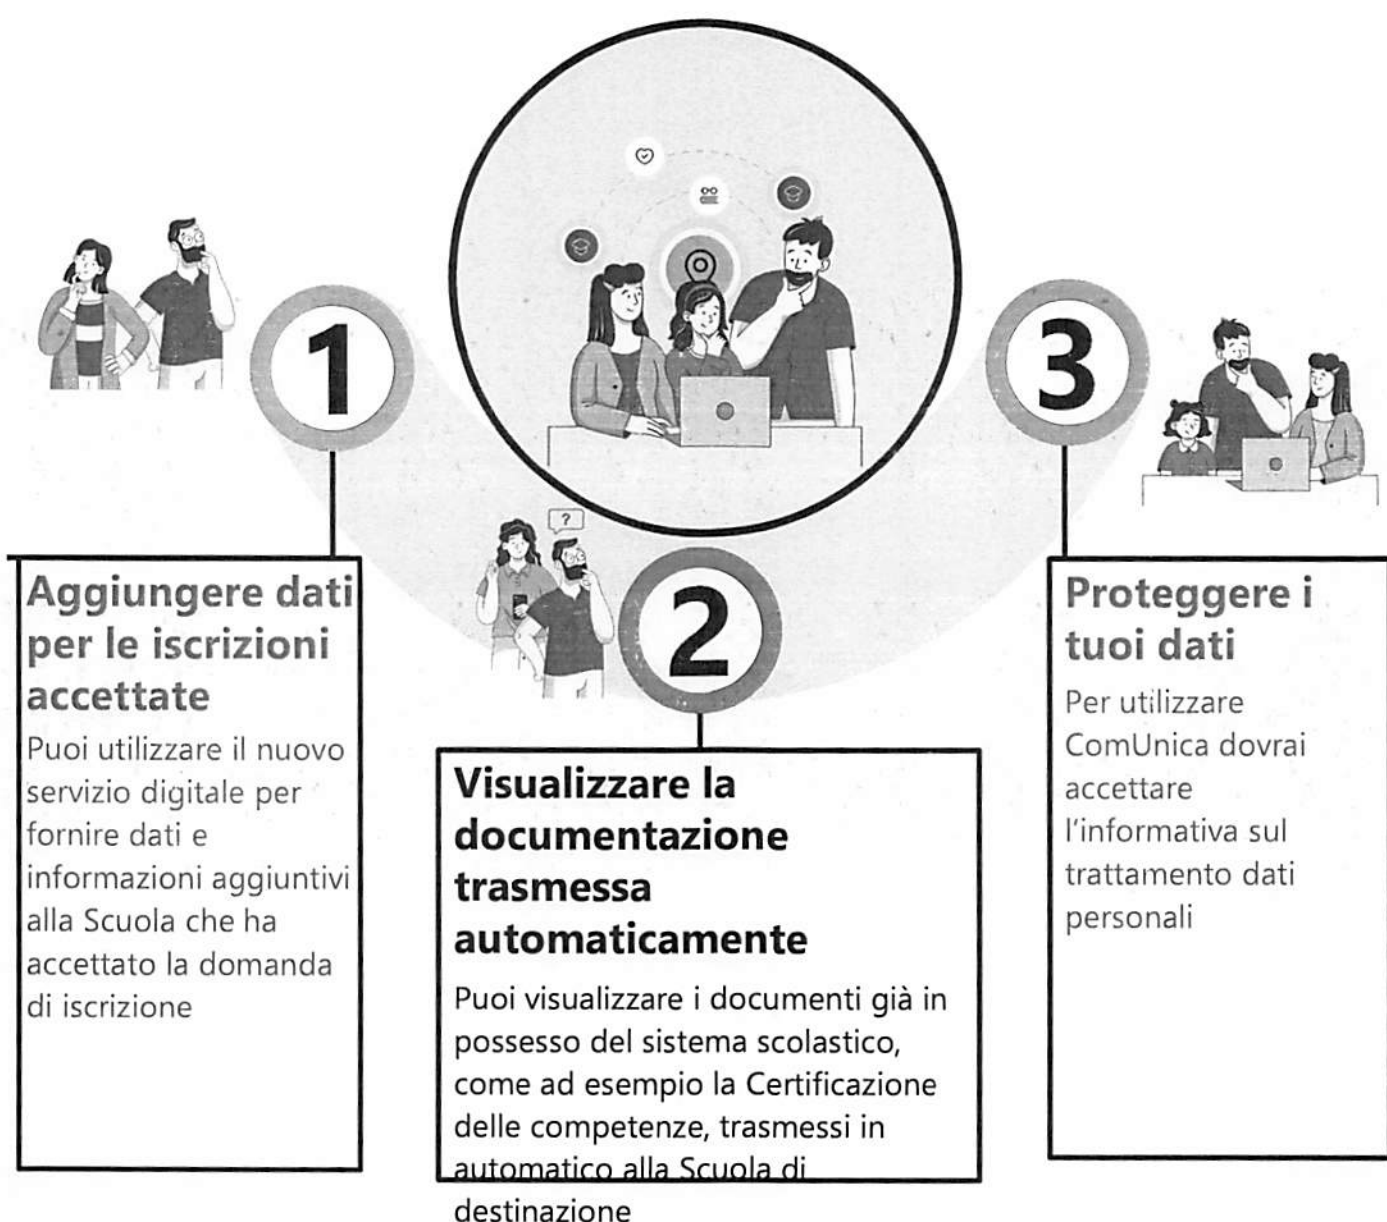 1
Aggiungere dati
per le iscrizioni
accettate
Puoi utilizzare il nuovo
servizio digitale per
fornire dati e
informazioni aggiuntivi
alla Scuola che ha
accettato la domanda
di iscrizione
?
2
Visualizzare la
documentazione
trasmessa
automaticamente
Puoi visualizzare i documenti già in
possesso del sistema scolastico,
come ad esempio la Certificazione
delle competenze, trasmessi in
automatico alla Scuola di
destinazione
3
Proteggere i
tuoi dati
Per utilizzare
ComUnica dovrai
accettare
l'informativa sul
trattamento dati
personali